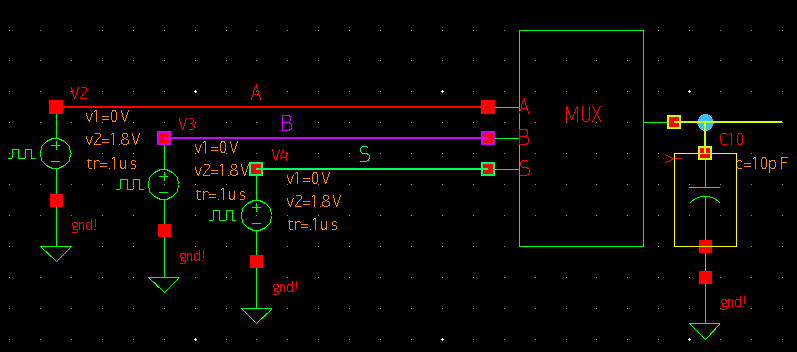 V2
A
v1=0V
v2=1.8V
tr=.1us
gnd!
V3
B
v1=0V
v2=1.8V
tr=.1us
gnd!
V4
S
v1=0V
v2=1.8V
tr=.1us
gnd!
A
B
S
MUX
C10
Y
c=10pF
gnd!